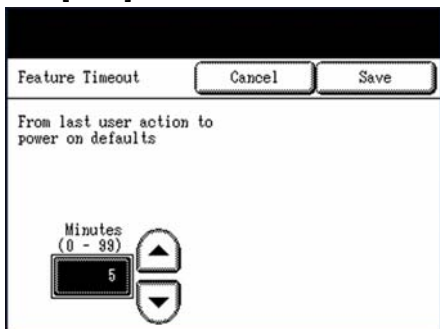 Feature Timeout
Cancel
Save
From last user action to
power on defaults
Minutes
(0 - 99)
5